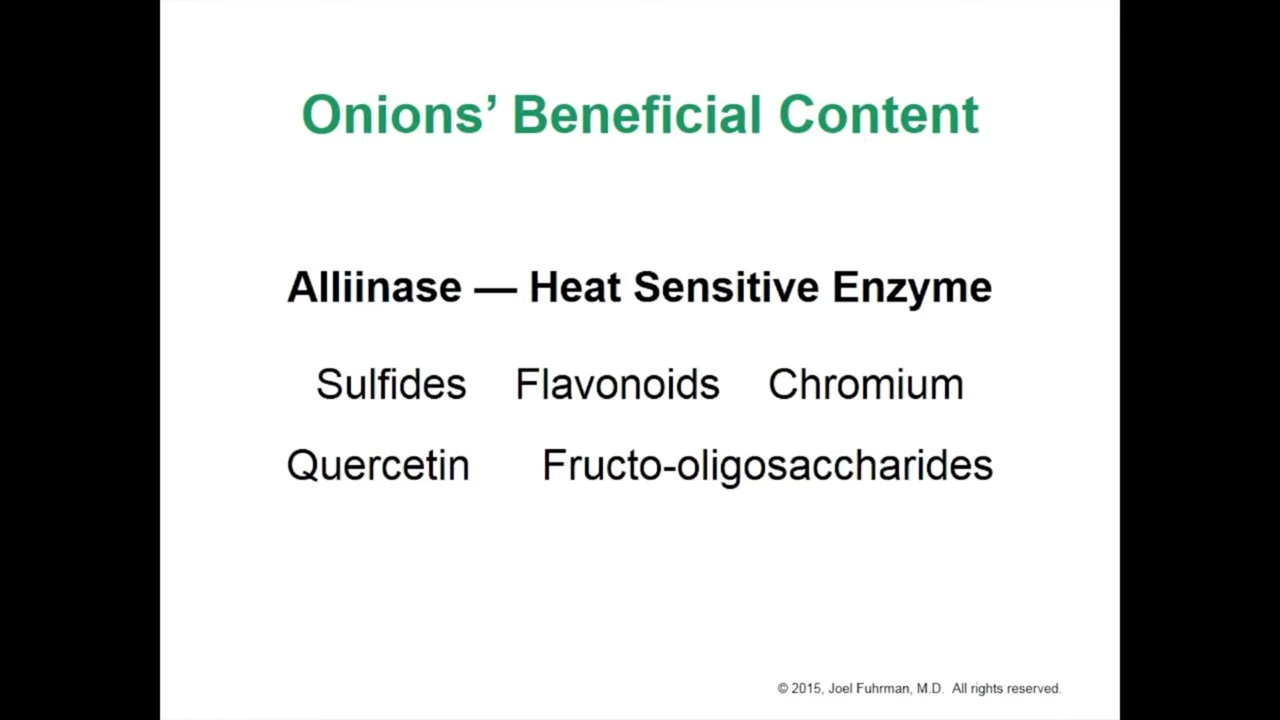 Onions’ Beneficial Content
Alliinase — Heat Sensitive Enzyme
Sulfides Flavonoids Chromium
Quercetin Fructo-oligosaccharides
© 2015, Joel Fuhrman, M.D. All rights reserved.